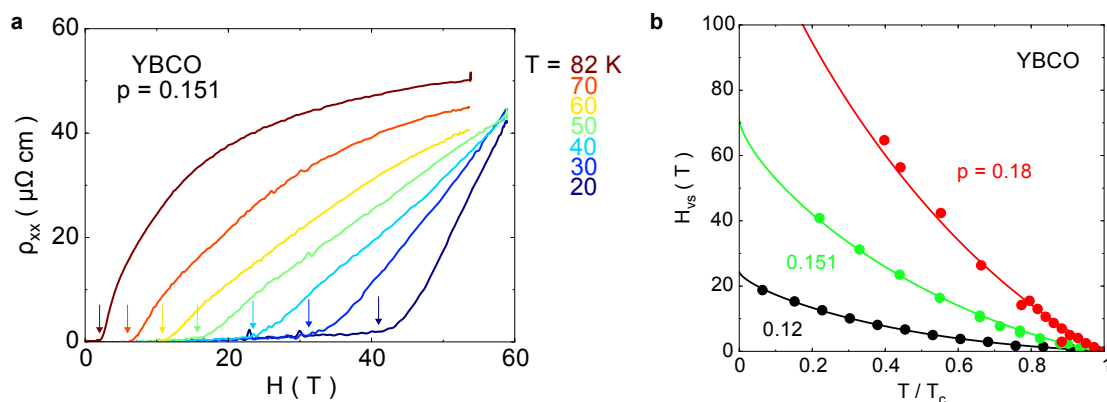 a
YBCO
p = 0.151
ρxx ( μΩ cm )
60
40
20
0
0 20 40 60
H ( T )
T = 82 K
70
60
50
40
30
20
b
YBCO
p = 0.18
0.151
0.12
Hvs ( T )
100
80
60
40
20
0
0 0.2 0.4 0.6 0.8 1
T / Tc